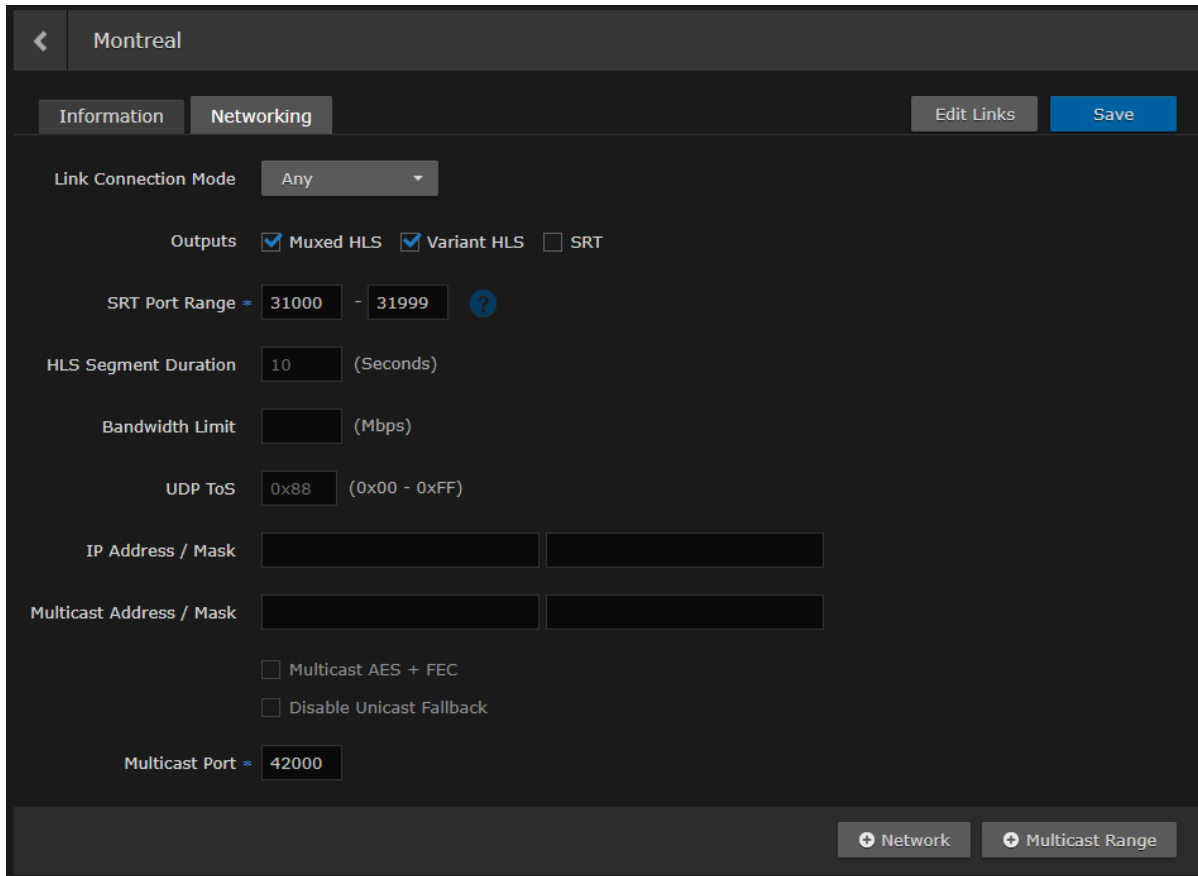 Montreal
Information Networking Edit Links Save
Link Connection Mode Any
Outputs Muxed HLS Variant HLS SRT
SRT Port Range * 31000 - 31999 ?
HLS Segment Duration 10 (Seconds)
Bandwidth Limit (Mbps)
UDP ToS 0x88 (0x00 - 0xFF)
IP Address / Mask
Multicast Address / Mask
Multicast AES + FEC
Disable Unicast Fallback
Multicast Port * 42000
Network Multicast Range